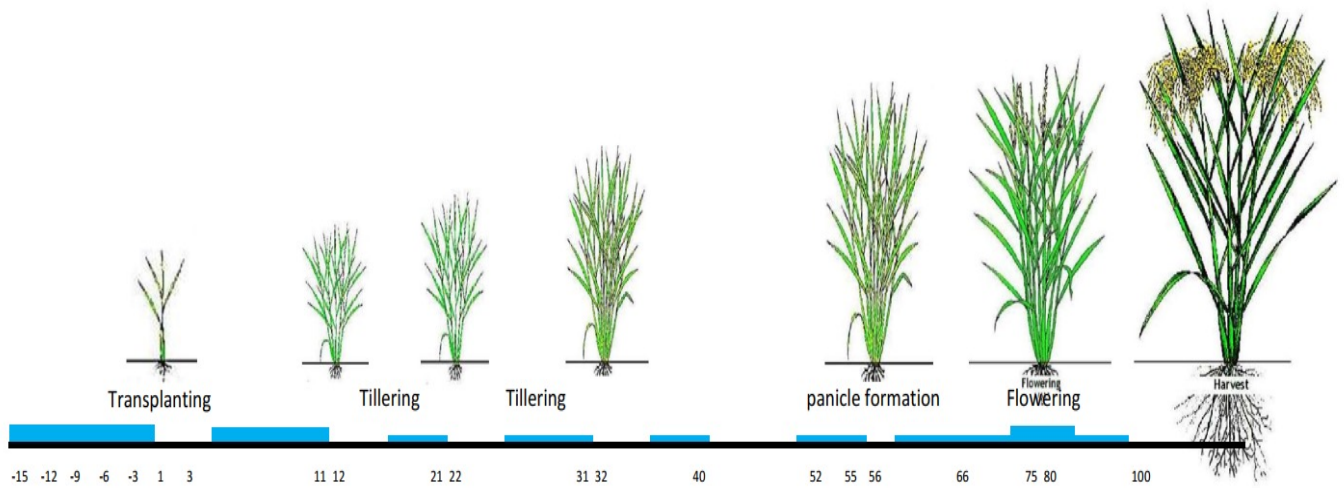 Flowering
Harvest
Transplanting
Tillering
Tillering
panicle formation
Flowering
-15 -12 -9 -6 -3 1 3 11 12 21 22 31 32 40 52 55 56 66 75 80 100